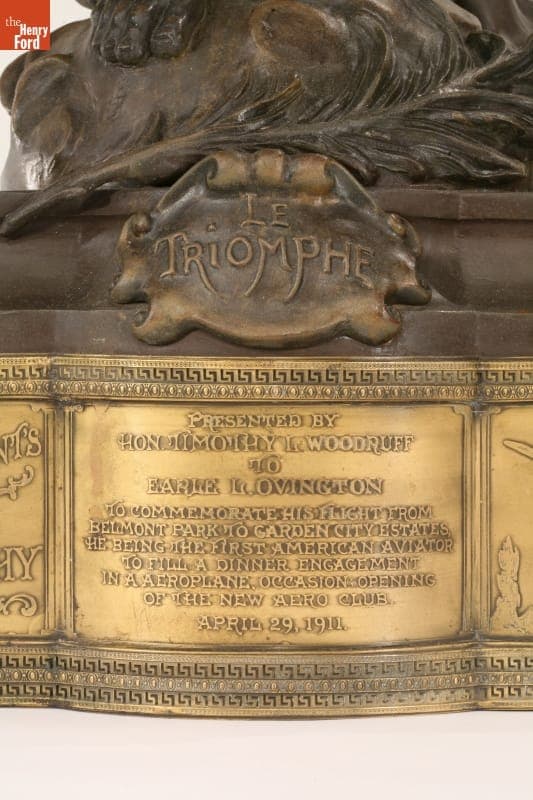 the
Henry
Ford
LE
TRIOMPHE
PRESENTED BY
HON. TIMOTHY L. WOODRUFF
TO
EARLE L. OVINGTON
TO COMMEMORATE HIS FLIGHT FROM
BELMONT PARK TO GARDEN CITY ESTATES
HE BEING THE FIRST AMERICAN AVIATOR
TO FILL A DINNER ENGAGEMENT
IN A AEROPLANE, OCCASION: OPENING
OF THE NEW AERO CLUB.
APRIL 29, 1911.